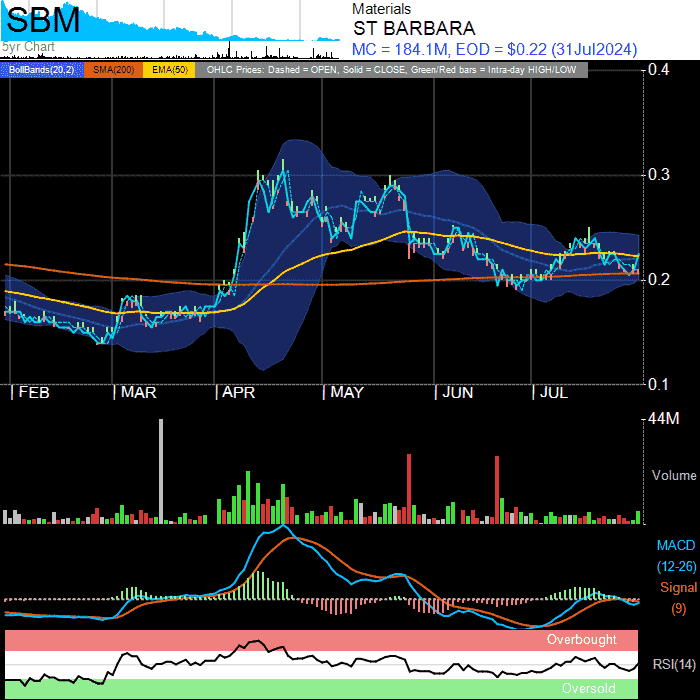 SBM
5yr Chart
Materials
ST BARBARA
MC = 184.1M, EOD = $0.22 (31Jul2024)
BollBands(20,2) SMA(200) EMA(50) OHLC Prices: Dashed = OPEN, Solid = CLOSE, Green/Red bars = Intra-day HIGH/LOW
0.4
0.3
0.2
0.1
| FEB | MAR | APR | MAY | JUN | JUL
44M
Volume
MACD
(12-26)
Signal
(9)
Overbought
RSI(14)
Oversold